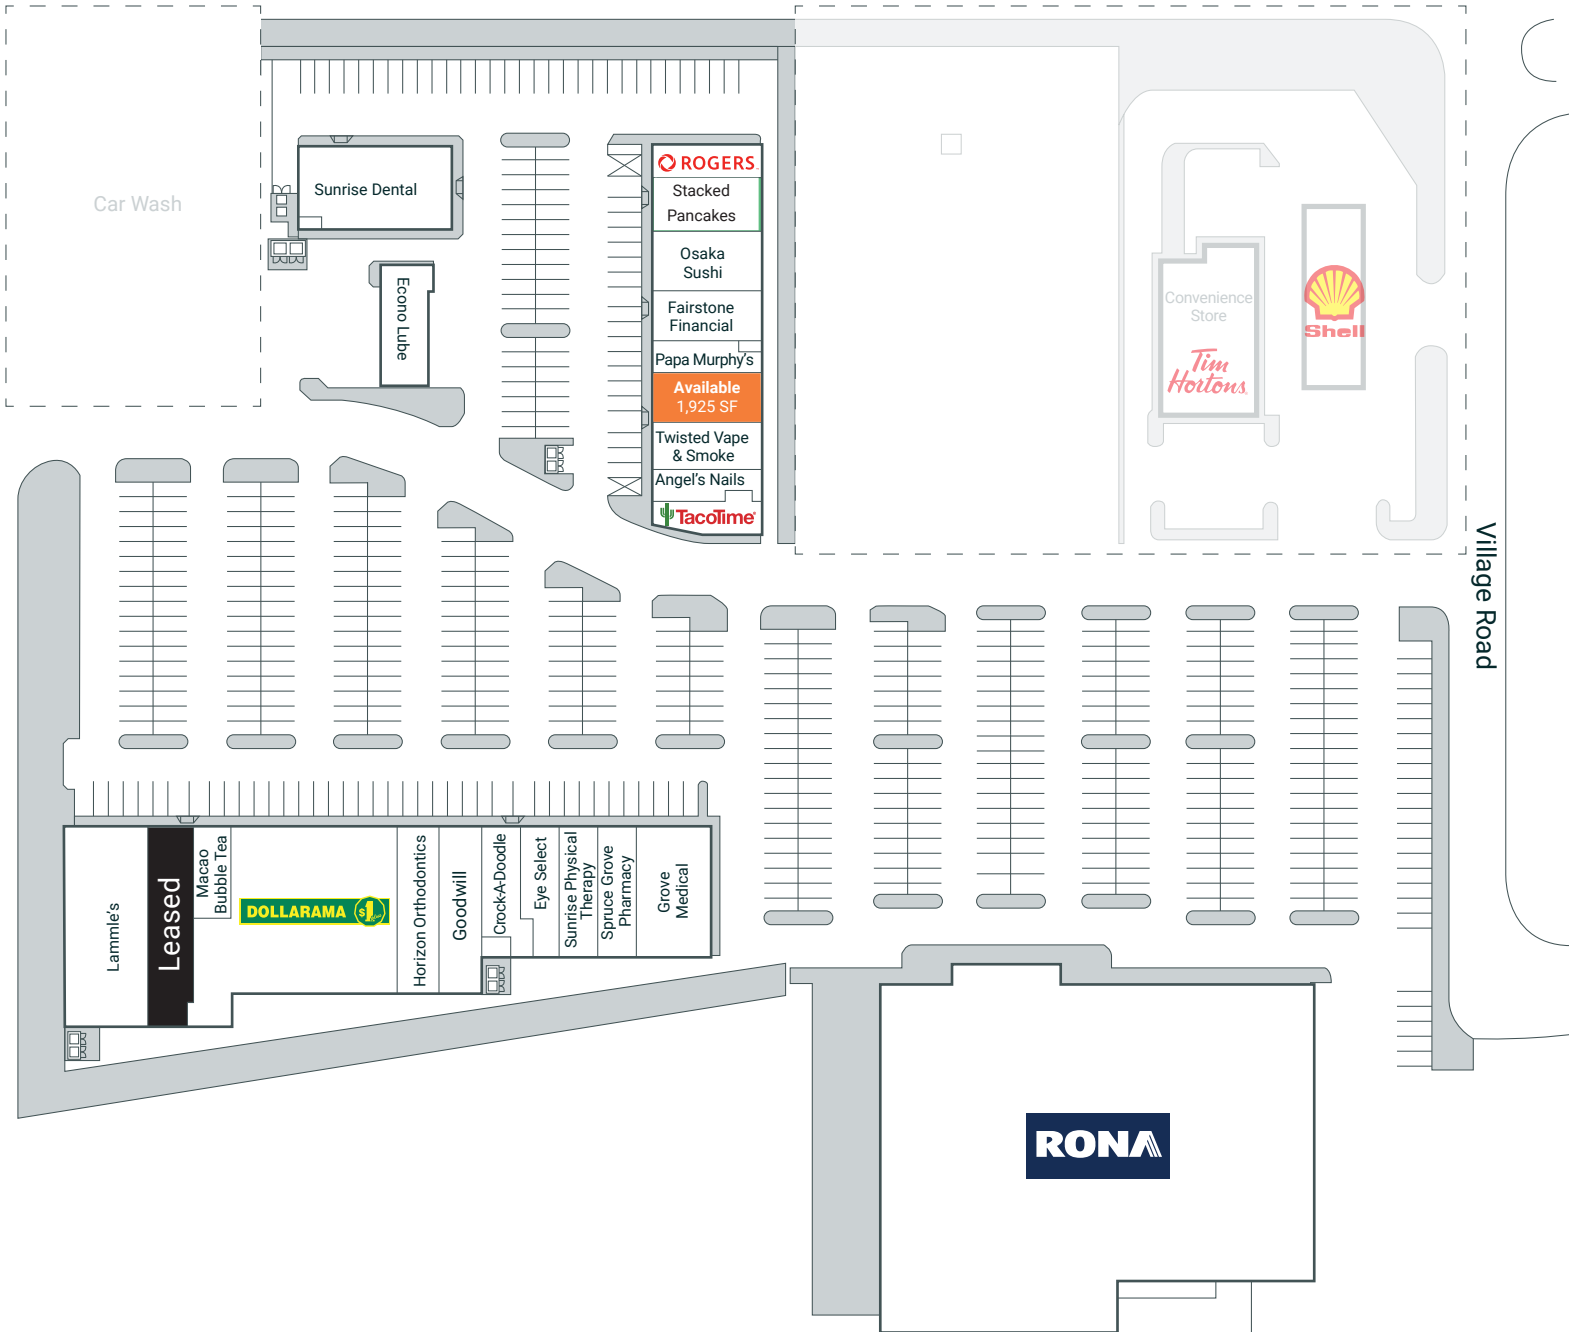 Car Wash
Sunrise Dental
Econo Lube
ROGERS
Stacked
Pancakes
Osaka
Sushi
Fairstone
Financial
Papa Murphy's
Available
1,925 SF
Twisted Vape
& Smoke
Angel's Nails
TacoTime
Convenience
Store
Tim
Hortons
Shell
Village Road
Lammle's
Leased
Macao
Bubble Tea
DOLLARAMA $1
Horizon Orthodontics
Goodwill
Crock-A-Doodle
Eye Select
Sunrise Physical
Therapy
Spruce Grove
Pharmacy
Grove
Medical
RONA